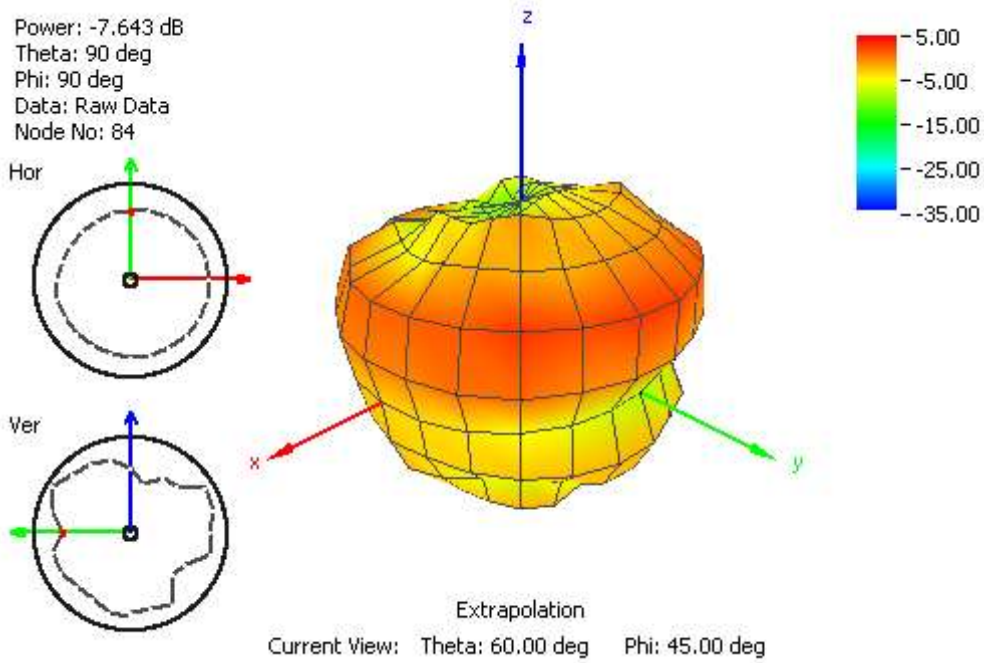 Power: -7.643 dB
Theta: 90 deg
Phi: 90 deg
Data: Raw Data
Node No: 84
Hor
Ver
z
x
y
5.00
-5.00
-15.00
-25.00
-35.00
Extrapolation
Current View: Theta: 60.00 deg Phi: 45.00 deg